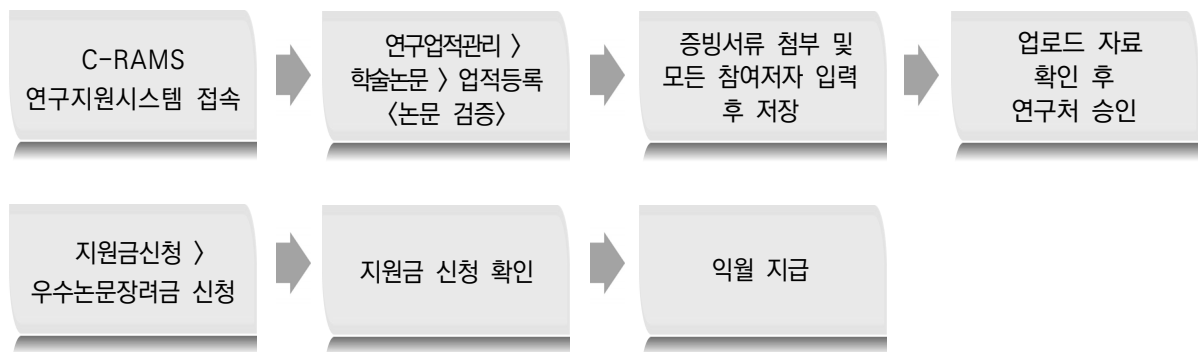 C-RAMS
연구지원시스템 접속
연구업적관리 〉
학술논문 〉 업적등록
〈논문 검증〉
증빙서류 첨부 및
모든 참여저자 입력
후 저장
업로드 자료
확인 후
연구처 승인
지원금신청 〉
우수논문장려금 신청
지원금 신청 확인
익월 지급